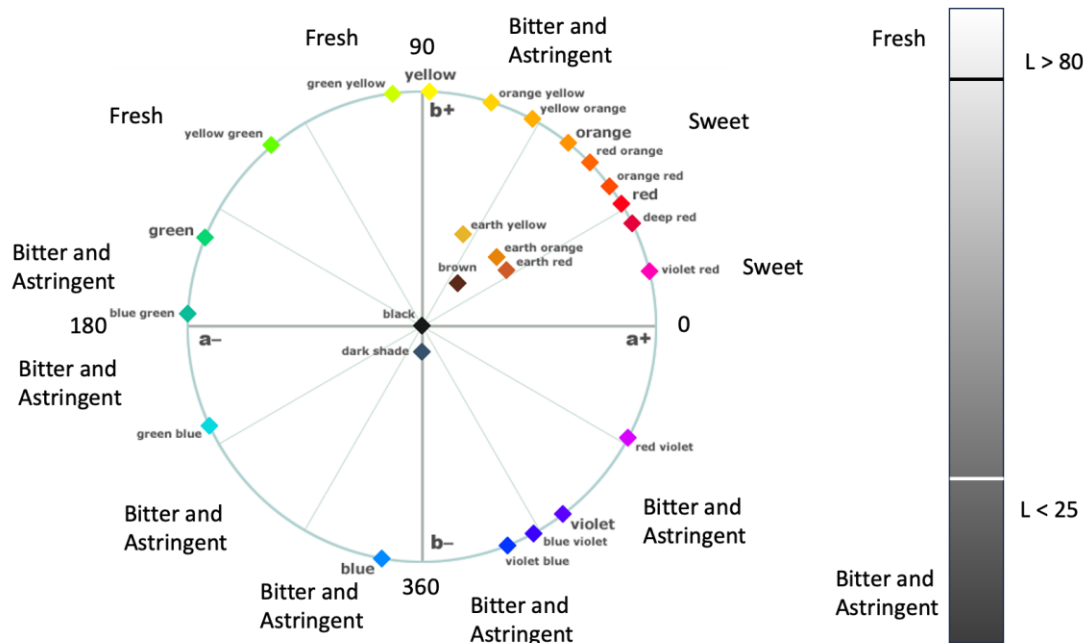 Fresh
90
Bitter and
Astringent
Fresh
L > 80
yellow
green yellow
b+
orange yellow
yellow orange
Fresh
Sweet
yellow green
orange
red orange
orange red
red
deep red
earth yellow
green
earth orange
earth red
brown
Bitter and
Astringent
violet red
Sweet
blue green
black
180
0
a–
a+
dark shade
Bitter and
Astringent
green blue
red violet
Bitter and
Astringent
Bitter and
Astringent
L < 25
violet
blue violet
violet blue
b–
blue
360
Bitter and
Astringent
Bitter and
Astringent
Bitter and
Astringent